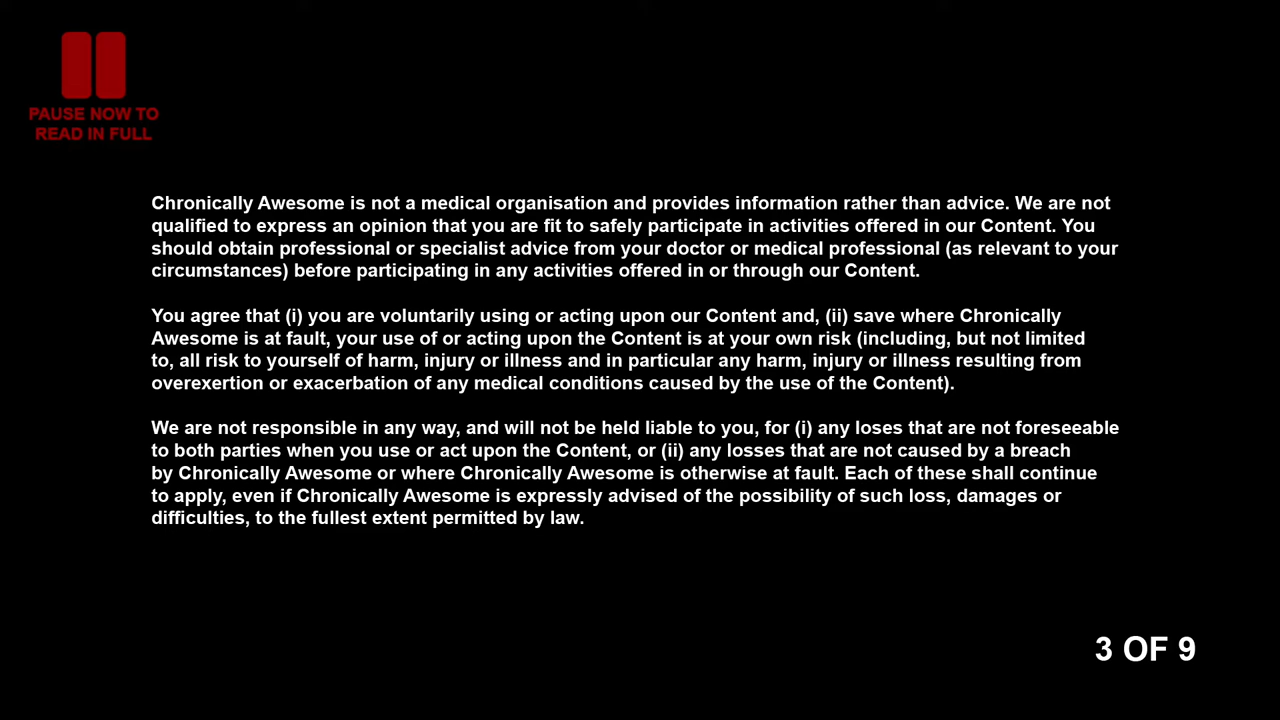 PAUSE NOW TO
READ IN FULL
Chronically Awesome is not a medical organisation and provides information rather than advice. We are not
qualified to express an opinion that you are fit to safely participate in activities offered in our Content. You
should obtain professional or specialist advice from your doctor or medical professional (as relevant to your
circumstances) before participating in any activities offered in or through our Content.
You agree that (i) you are voluntarily using or acting upon our Content and, (ii) save where Chronically
Awesome is at fault, your use of or acting upon the Content is at your own risk (including, but not limited
to, all risk to yourself of harm, injury or illness and in particular any harm, injury or illness resulting from
overexertion or exacerbation of any medical conditions caused by the use of the Content).
We are not responsible in any way, and will not be held liable to you, for (i) any loses that are not foreseeable
to both parties when you use or act upon the Content, or (ii) any losses that are not caused by a breach
by Chronically Awesome or where Chronically Awesome is otherwise at fault. Each of these shall continue
to apply, even if Chronically Awesome is expressly advised of the possibility of such loss, damages or
difficulties, to the fullest extent permitted by law.
3 OF 9